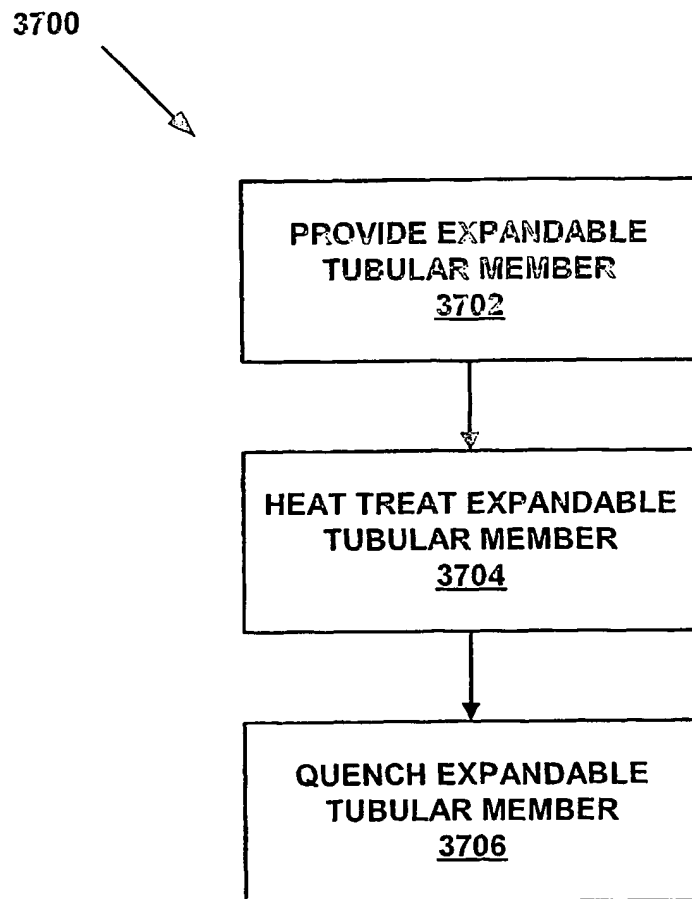 3700
PROVIDE EXPANDABLE
TUBULAR MEMBER
3702
HEAT TREAT EXPANDABLE
TUBULAR MEMBER
3704
QUENCH EXPANDABLE
TUBULAR MEMBER
3706